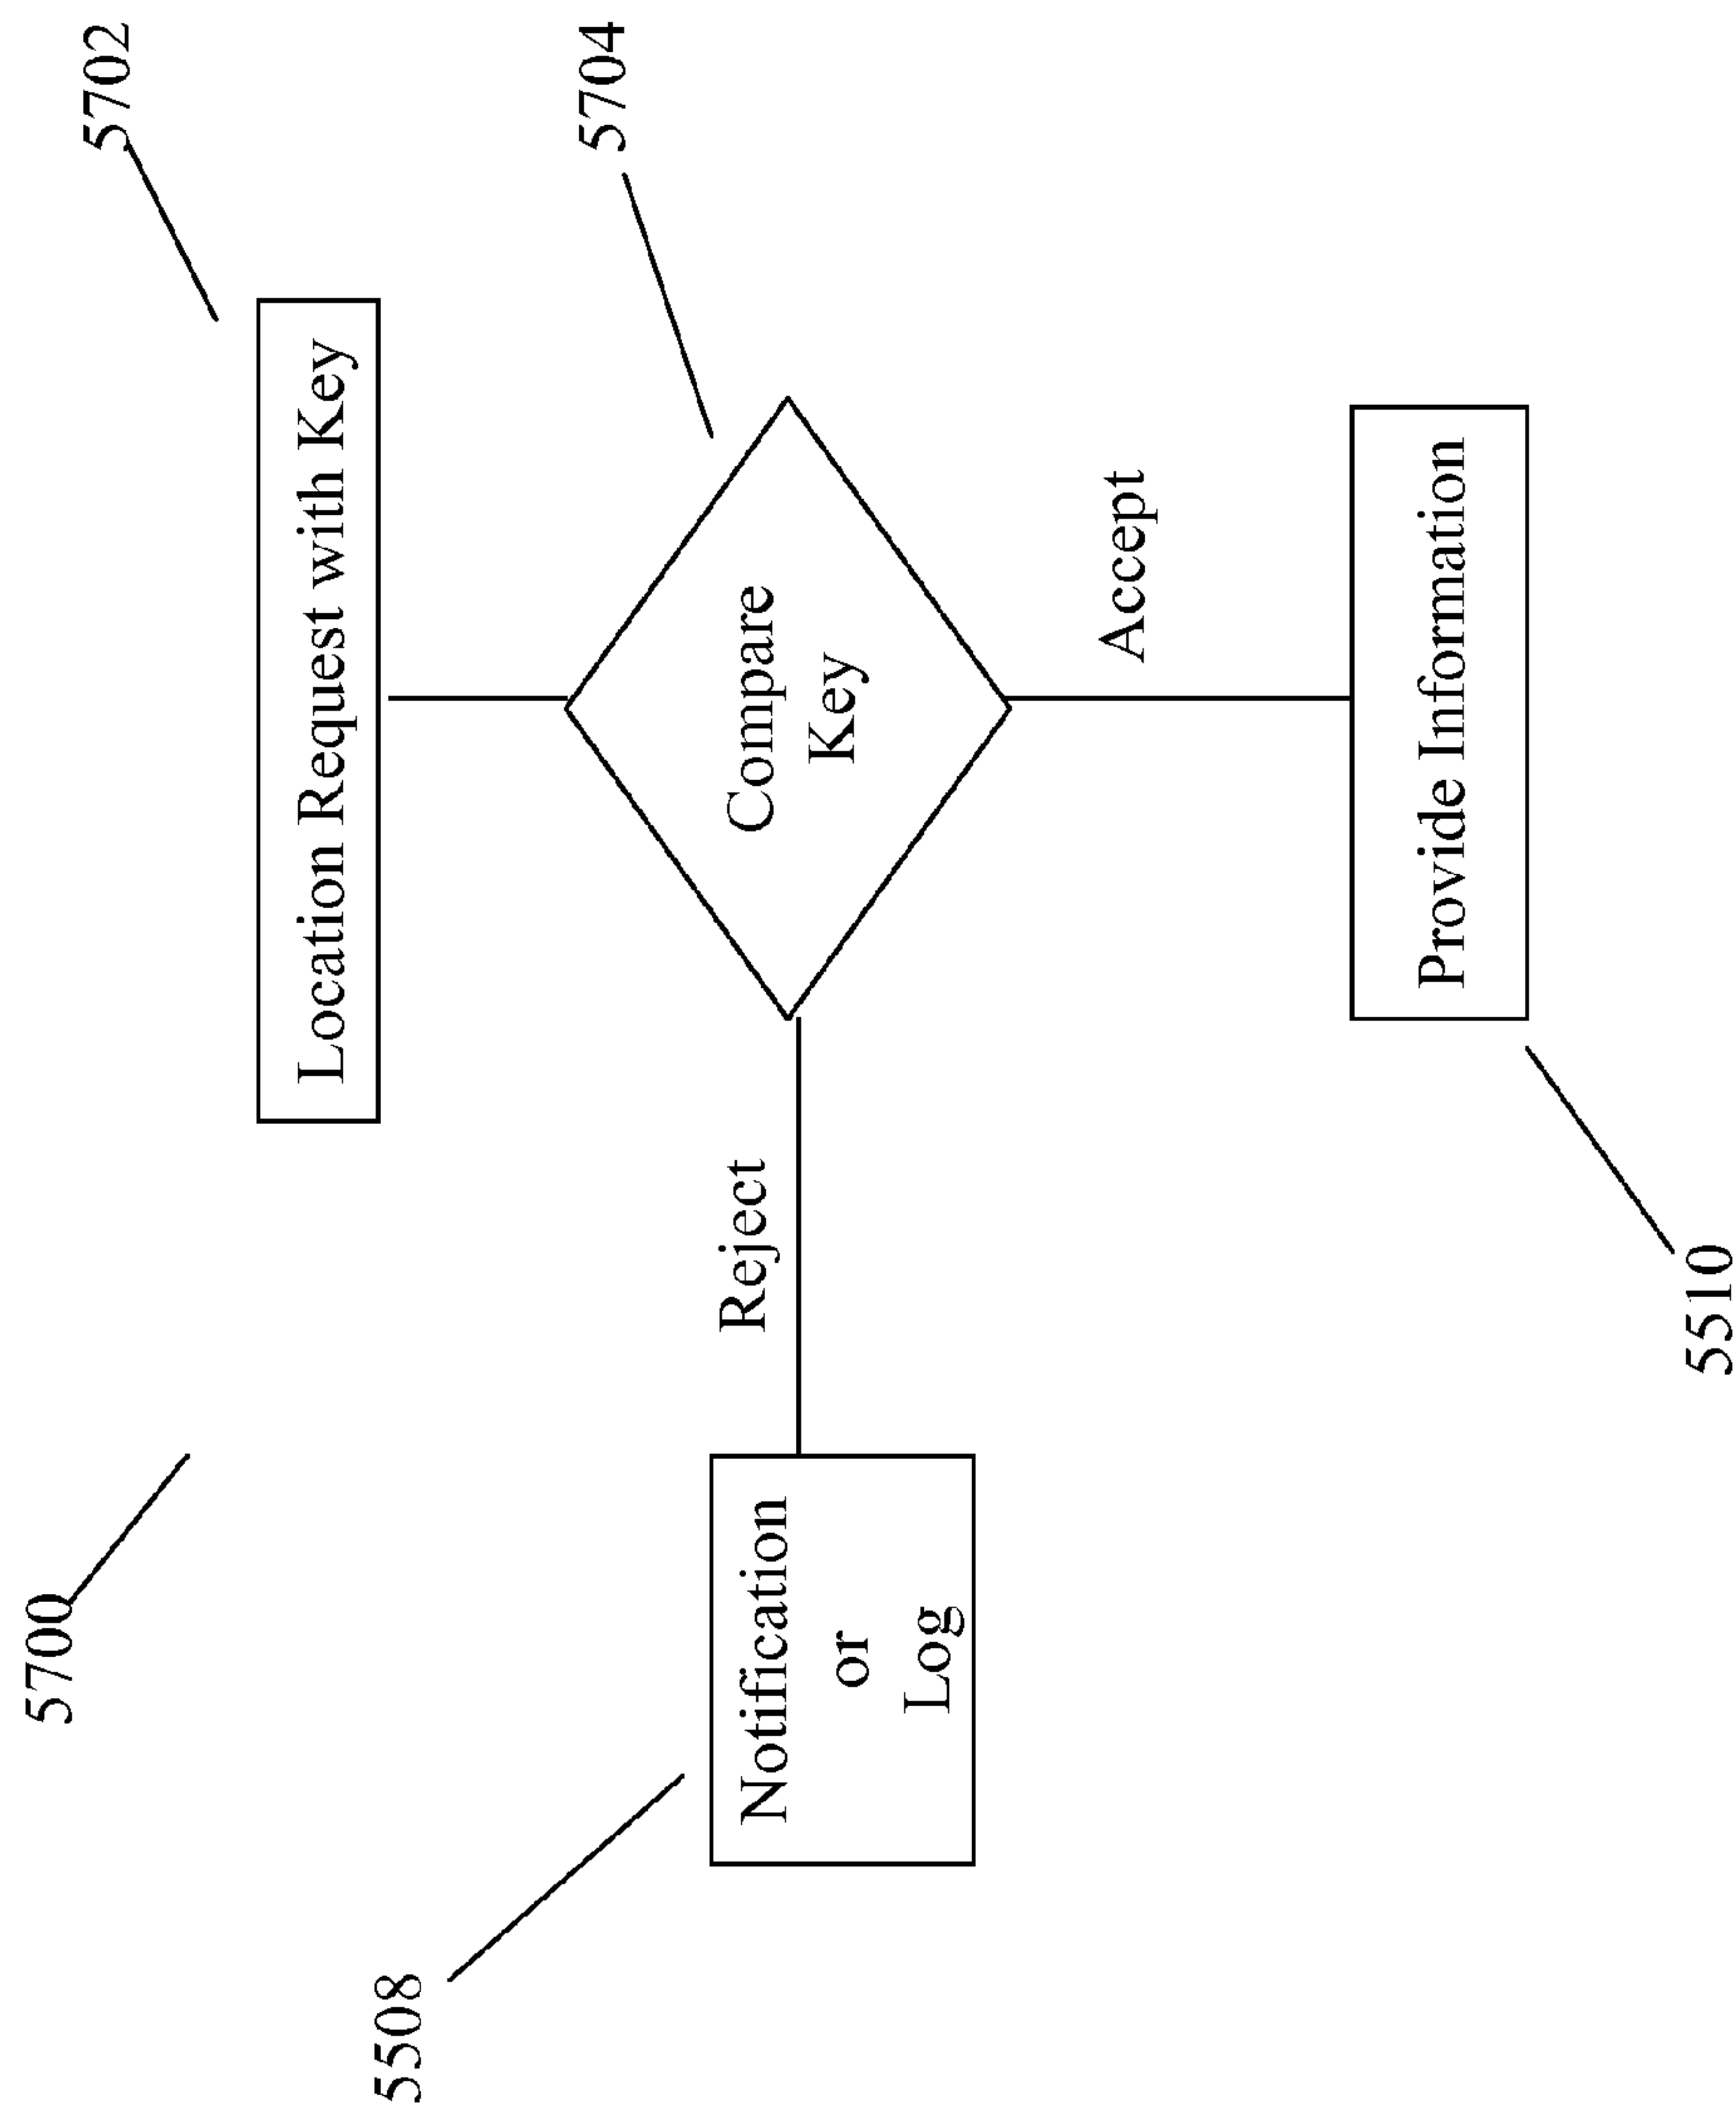 5700
5702
Location Request with Key
5704
5508
Reject
Compare
Key
Notification
or
Log
Accept
Provide Information
5510